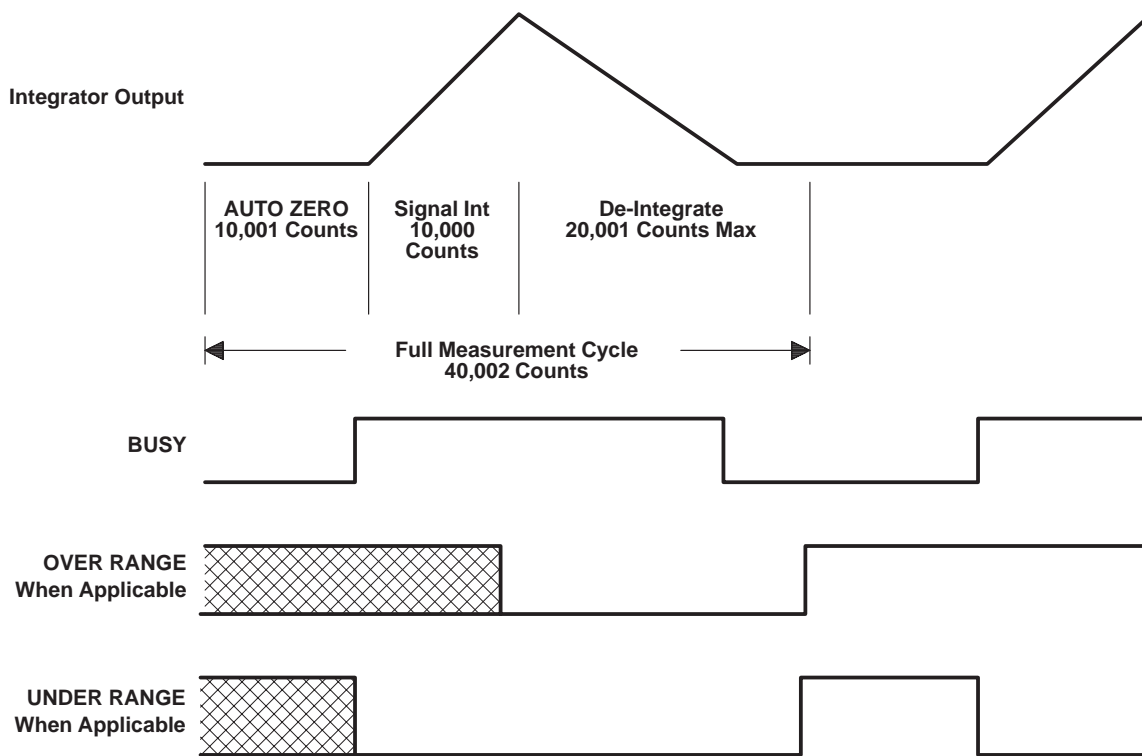 Integrator Output
AUTO ZERO
10,001 Counts
Signal Int
10,000
Counts
De-Integrate
20,001 Counts Max
Full Measurement Cycle
40,002 Counts
BUSY
OVER RANGE
When Applicable
UNDER RANGE
When Applicable